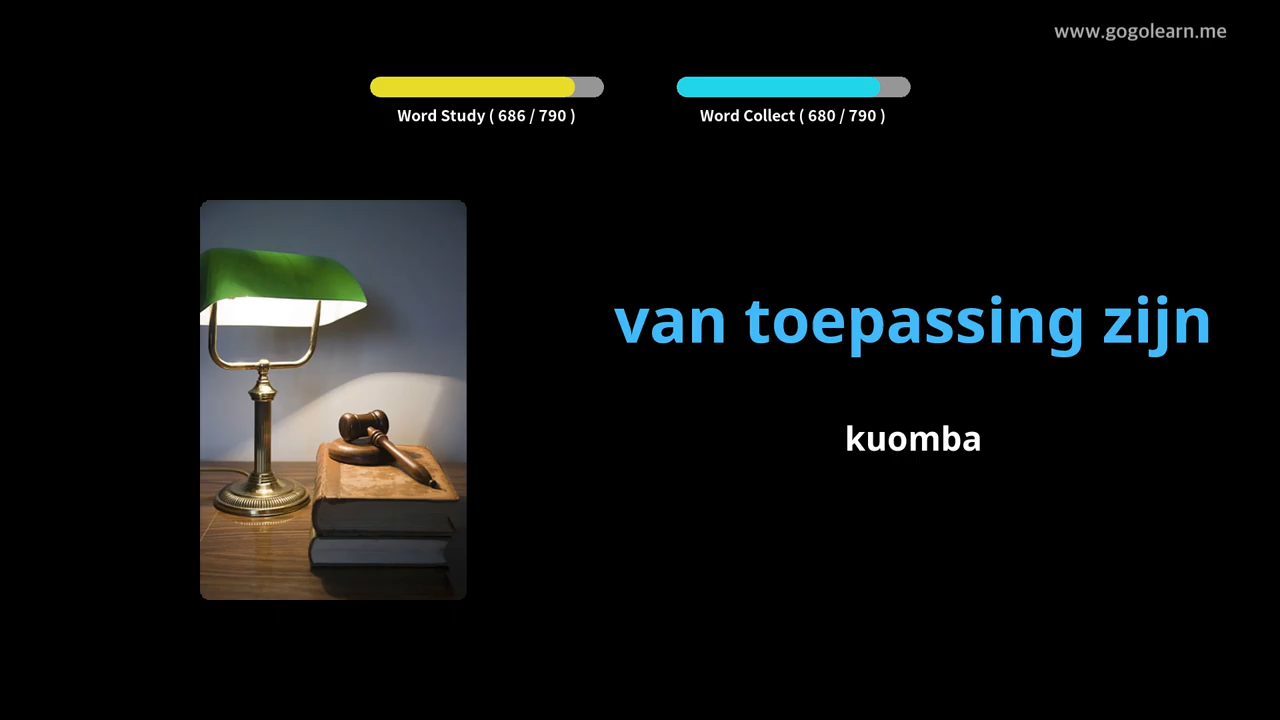 www.gogolearn.me
Word Study ( 686 / 790 )
Word Collect ( 680 / 790 )
van toepassing zijn
kuomba